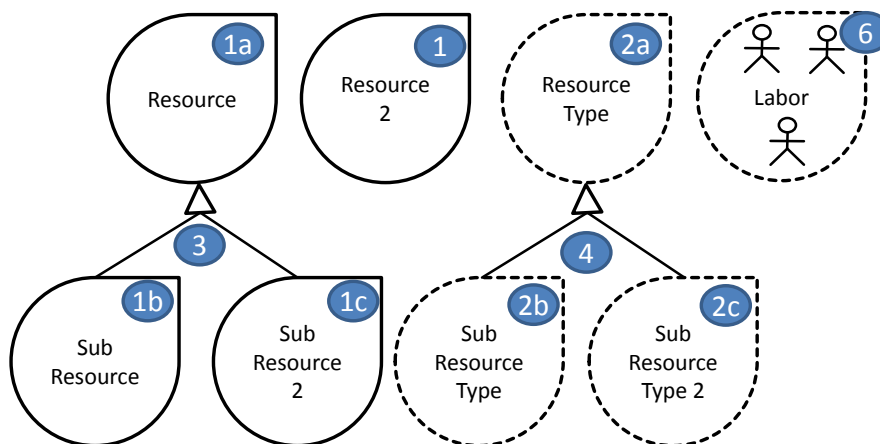 1a
Resource
1
Resource
2
2a
Resource
Type
6
Labor
3
4
1b
Sub
Resource
1c
Sub
Resource
2
2b
Sub
Resource
Type
2c
Sub
Resource
Type 2